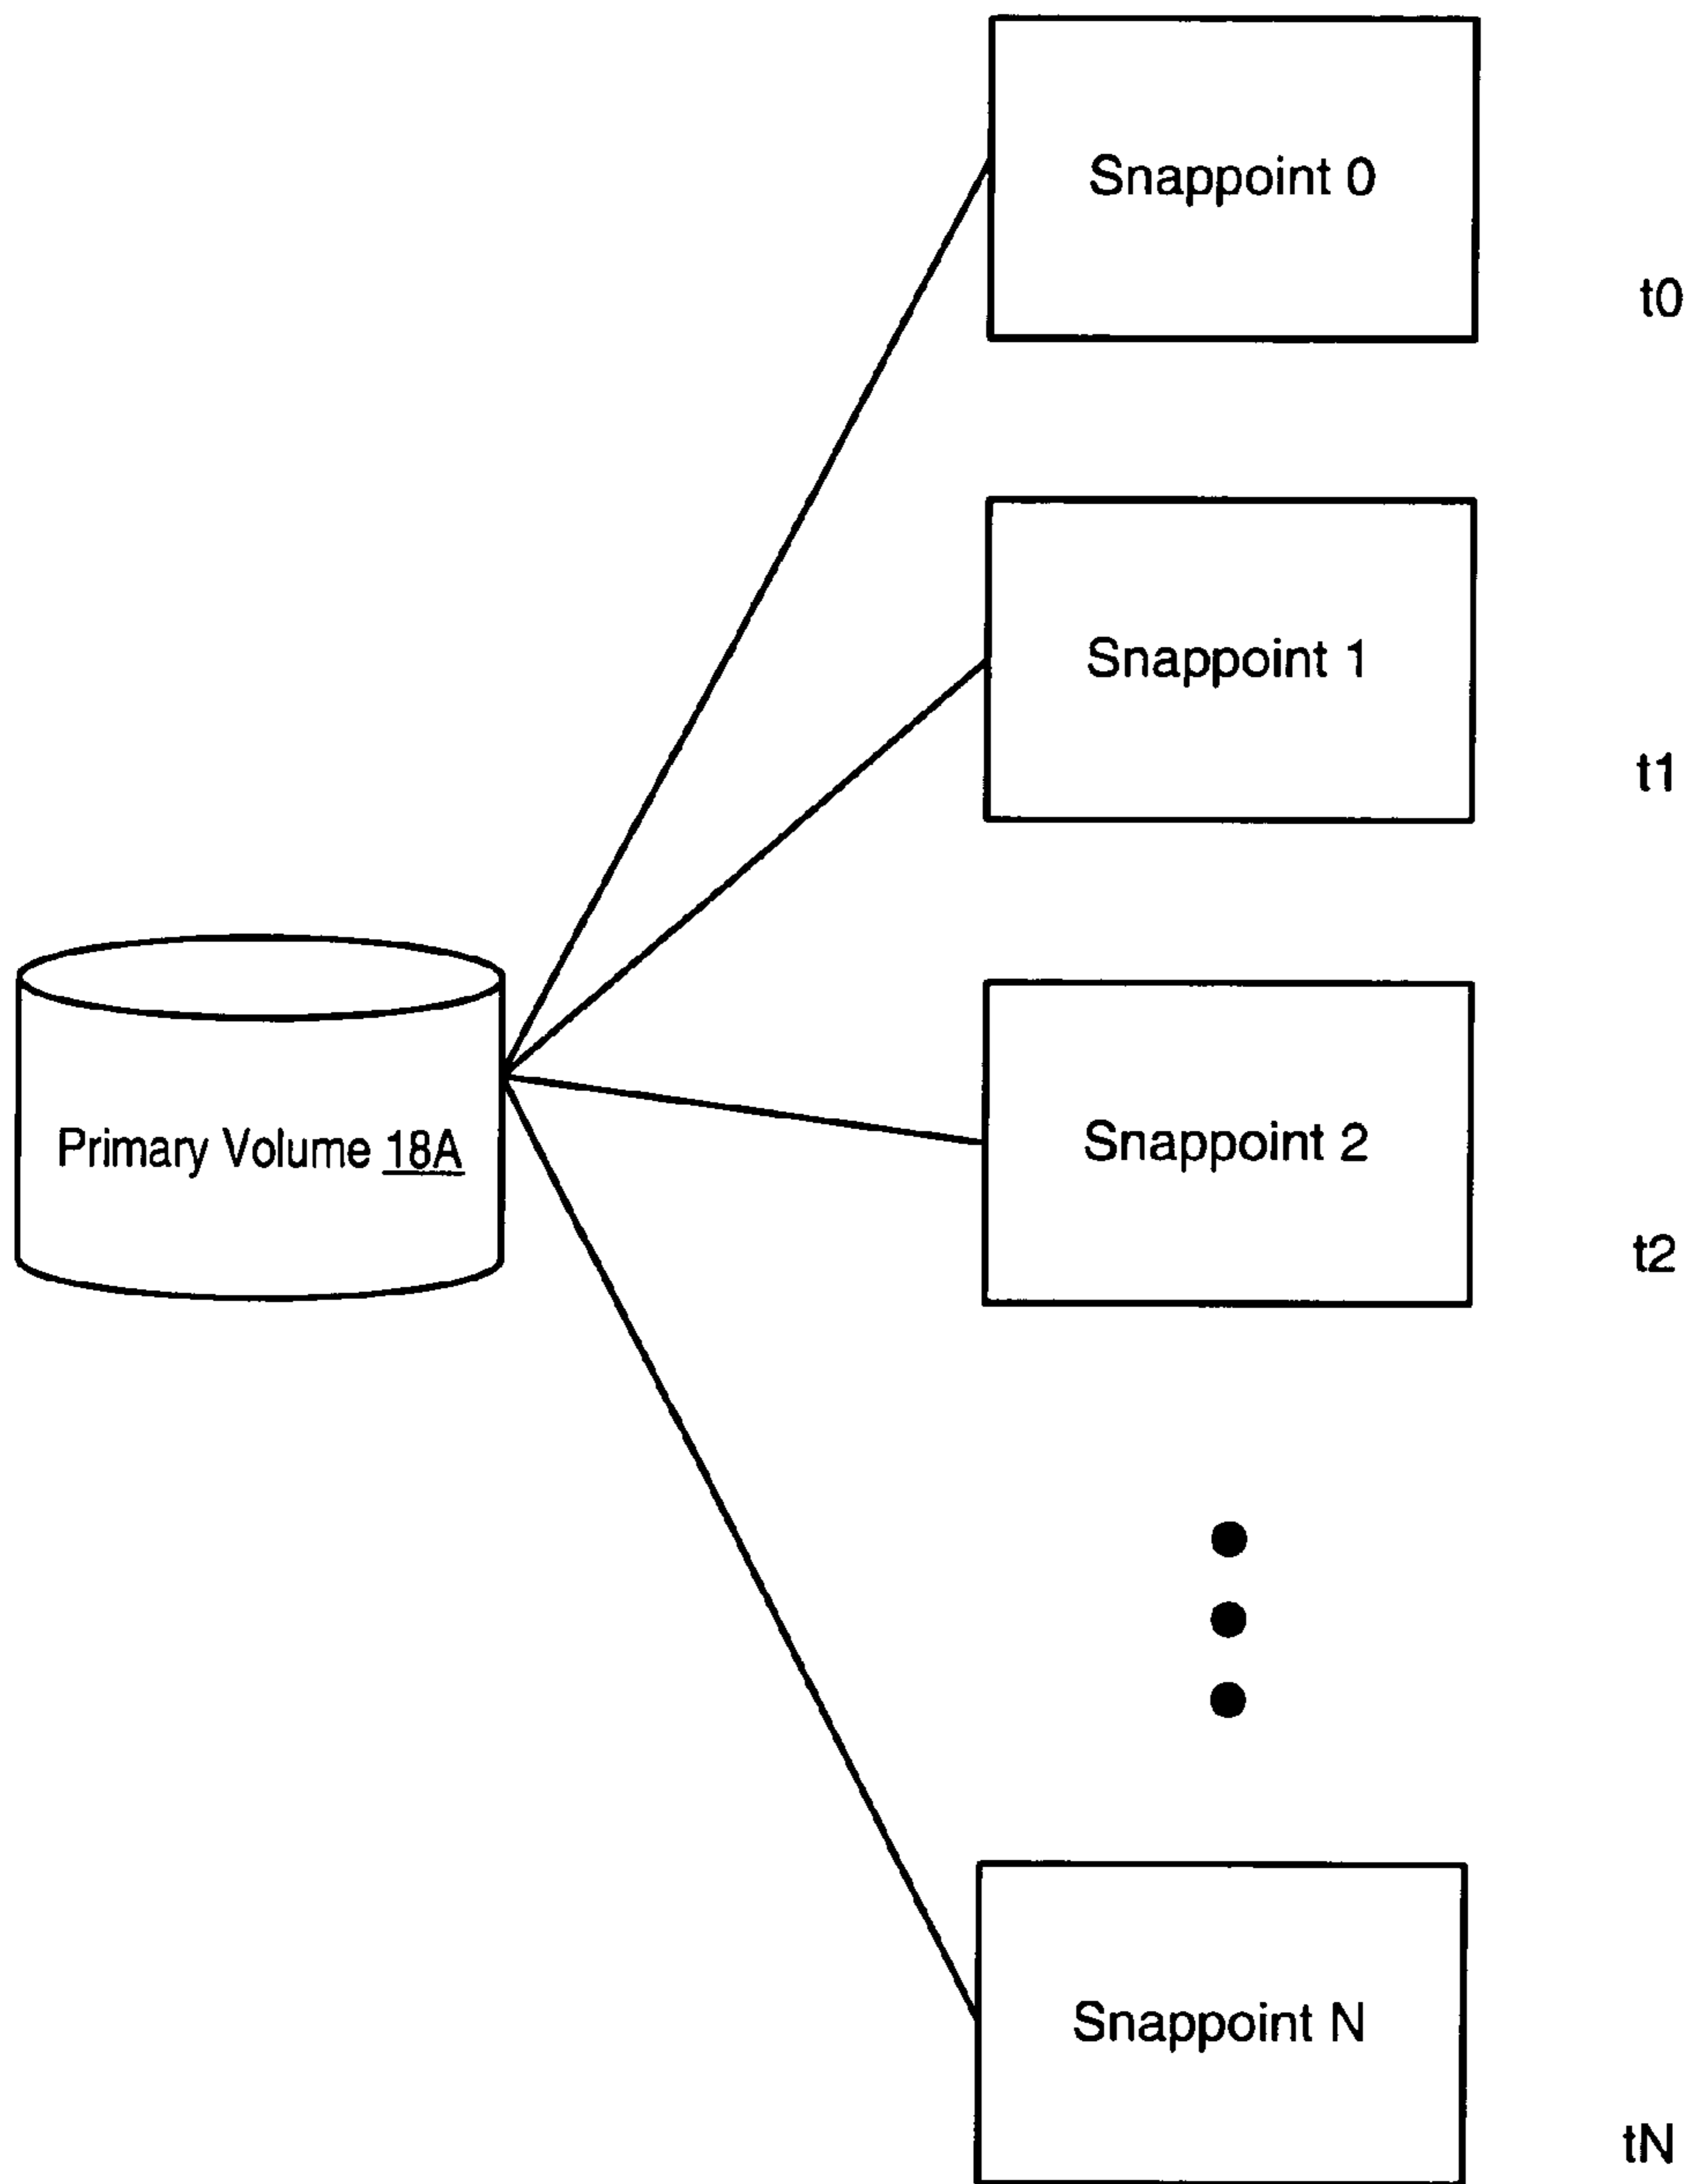 Snappoint 0
t0
Snappoint 1
t1
Primary Volume 18A
Snappoint 2
t2
Snappoint N
tN